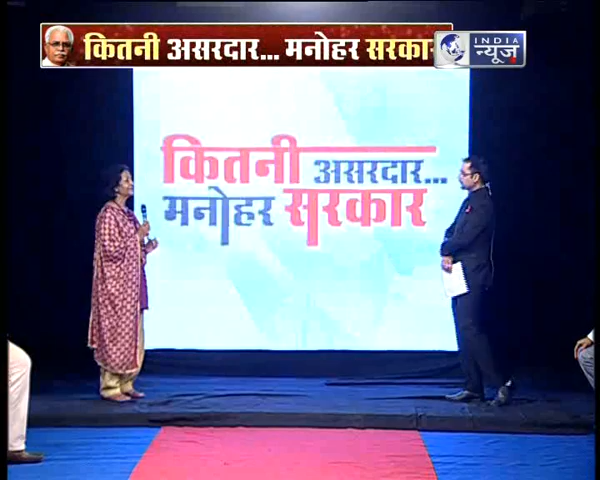 कितनी असरदार... मनोहर सरकार
INDIA
न्यूज़
कितनी असरदार...
मनोहर सरकार